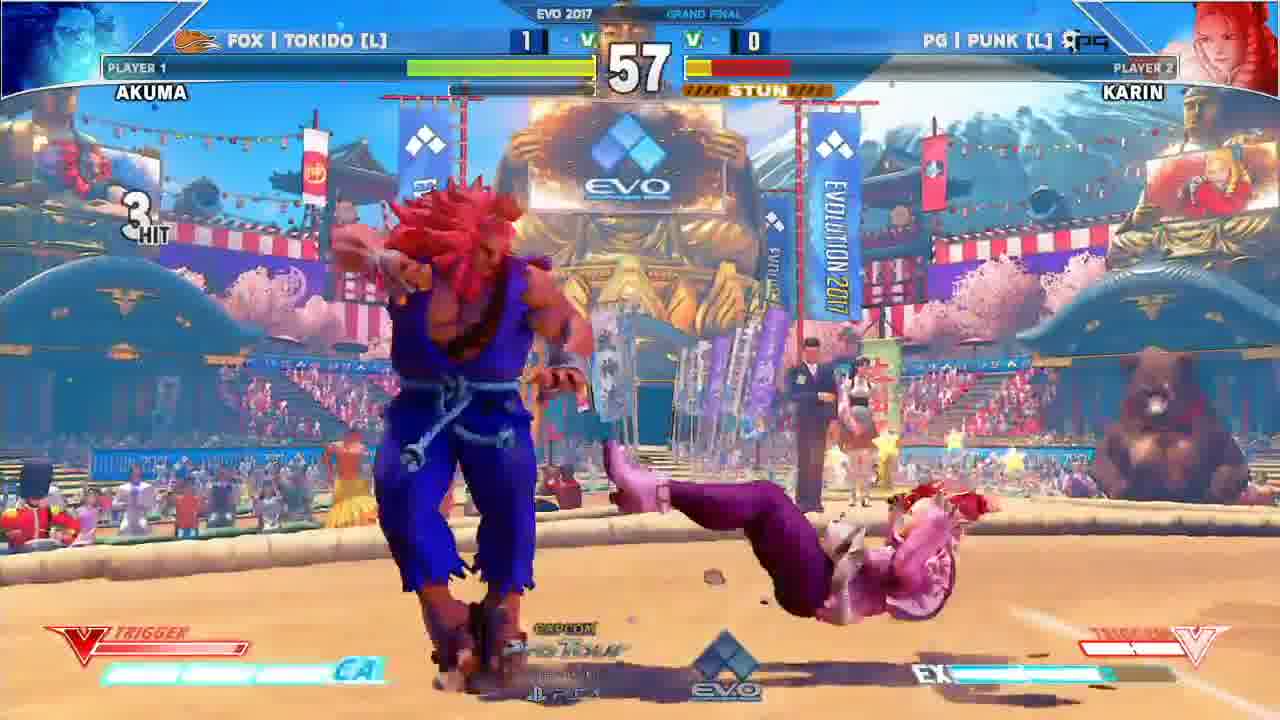 EVO 2017 GRAND FINAL
FOX | TOKIDO [L] 1 V 57 V 0 PG | PUNK [L]
PLAYER 1 PLAYER 2
AKUMA STUN KARIN
EVO
EVOLUTION 2017
3 HIT
V TRIGGER
CA
EX
CAPCOM
PRO TOUR
EVO